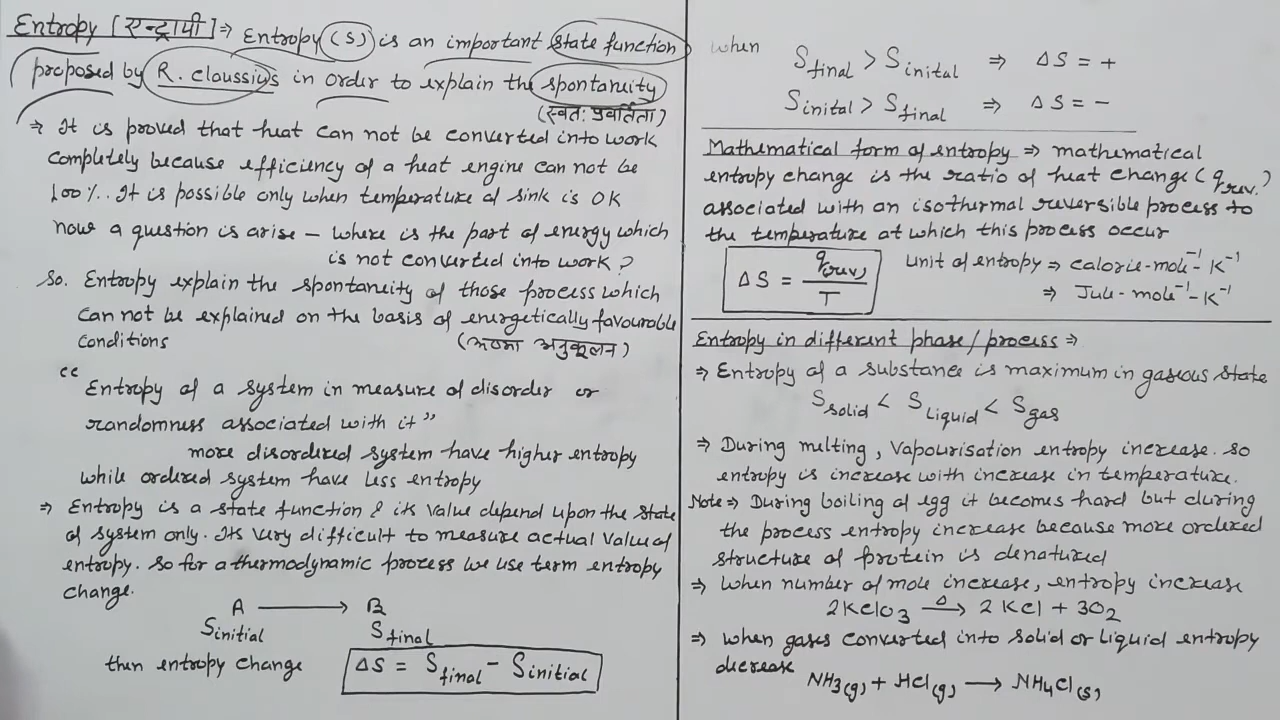 Entropy [एन्ट्रापी] ⇒ Entropy (S) is an important state function
proposed by R. claussius in order to explain the spontanuity
(स्वतः प्रवर्तिता)
⇒ It is proved that heat can not be converted into work
completely because efficiency of a heat engine can not be
100%. It is possible only when temperature of sink is 0K
now a question is arise – where is the part of energy which
is not converted into work?
So. Entropy explain the spontanuity of those process which
can not be explained on the basis of energetically favourable
conditions
(ऊष्मा अनुकूलन)
“Entropy of a system in measure of disorder or
randomness associated with it”
more disordered system have higher entropy
while ordered system have less entropy
⇒ Entropy is a state function & its value depend upon the state
of system only. Its very difficult to measure actual value of
entropy. so for a thermodynamic process we use term entropy
change.
A ⟶ B
Sinitial Sfinal
then entropy change ΔS = Sfinal – Sinitial
when Sfinal > Sinital ⇒ ΔS = +
Sinital > Sfinal ⇒ ΔS = –
Mathematical form of entropy ⇒ mathematical
entropy change is the ratio of heat change (qrev.)
associated with an isothermal reversible process to
the temperature at which this process occur
ΔS = qrev) / T
Unit of entropy ⇒ calorie-mole⁻¹-K⁻¹
⇒ Jule-mole⁻¹-K⁻¹
Entropy in different phase/process ⇒
⇒ Entropy of a substance is maximum in gaseous state
Ssolid < SLiquid < Sgas
⇒ During melting, Vapourisation entropy increase. so
entropy is increase with increase in temperature.
Note ⇒ During boiling of egg it becomes hard but during
the process entropy increase because more ordered
structure of protein is denatured
⇒ when number of mole increase, entropy increase
2KClO3 ⟶Δ 2KCl + 3O2
⇒ when gases converted into solid or liquid entropy
decrease
NH3(g) + HCl(g) ⟶ NH4Cl(s)